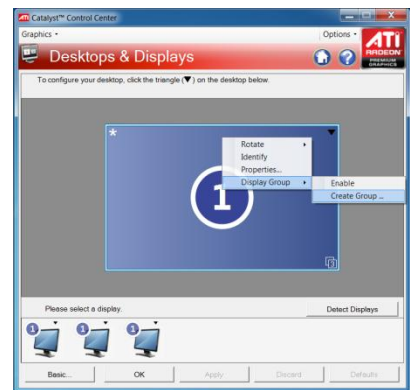 Catalyst™ Control Center
Graphics
Options
ATI
RADEON
PREMIUM
GRAPHICS
Desktops & Displays
To configure your desktop, click the triangle (▼) on the desktop below.
*
Rotate
Identify
Properties...
Display Group
Enable
Create Group ...
1
Please select a display.
Detect Displays
1
1
1
Basic...
OK
Apply
Discard
Defaults